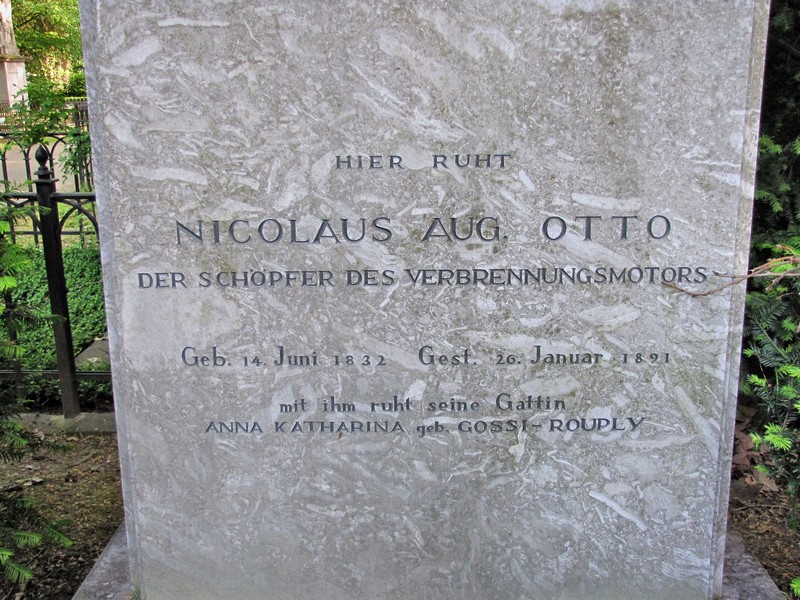 HIER RUHT
NICOLAUS AUG. OTTO
DER SCHÖPFER DES VERBRENNUNGSMOTORS
Geb. 14. Juni 1832 Gest. 26. Januar 1891
mit ihm ruht seine Gattin
ANNA KATHARINA geb. GOSSI-ROUPLY